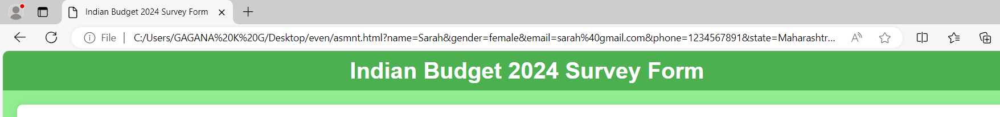 Indian Budget 2024 Survey Form
File | C:/Users/GAGANA%20K%20G/Desktop/even/asmnt.html?name=Sarah&gender=female&email=sarah%40gmail.com&phone=1234567891&state=Maharashtr...
Indian Budget 2024 Survey Form